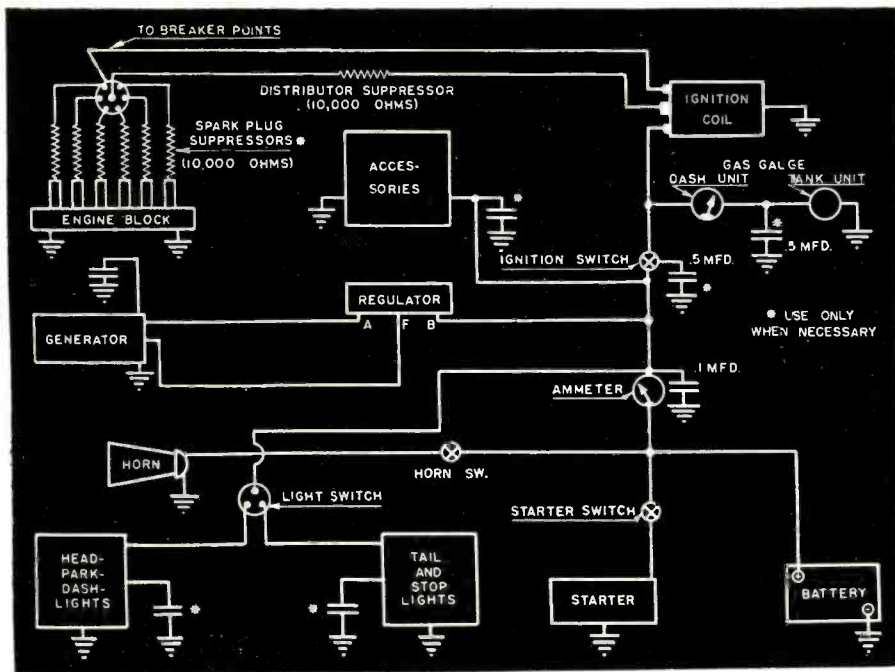 TO BREAKER POINTS
DISTRIBUTOR SUPPRESSOR
(10,000 OHMS)
IGNITION
COIL
SPARK PLUG
SUPPRESSORS *
(10,000 OHMS)
ENGINE BLOCK
ACCES-
SORIES
*
GAS GAGE
DASH UNIT
TANK UNIT
*
.5 MFD.
IGNITION SWITCH
.5 MFD.
*
* USE ONLY
WHEN NECESSARY
REGULATOR
A F B
GENERATOR
.1 MFD.
AMMETER
HORN
HORN SW.
LIGHT SWITCH
STARTER SWITCH
HEAD-
PARK-
DASH-
LIGHTS
*
*
TAIL
AND
STOP
LIGHTS
STARTER
+
BATTERY
-